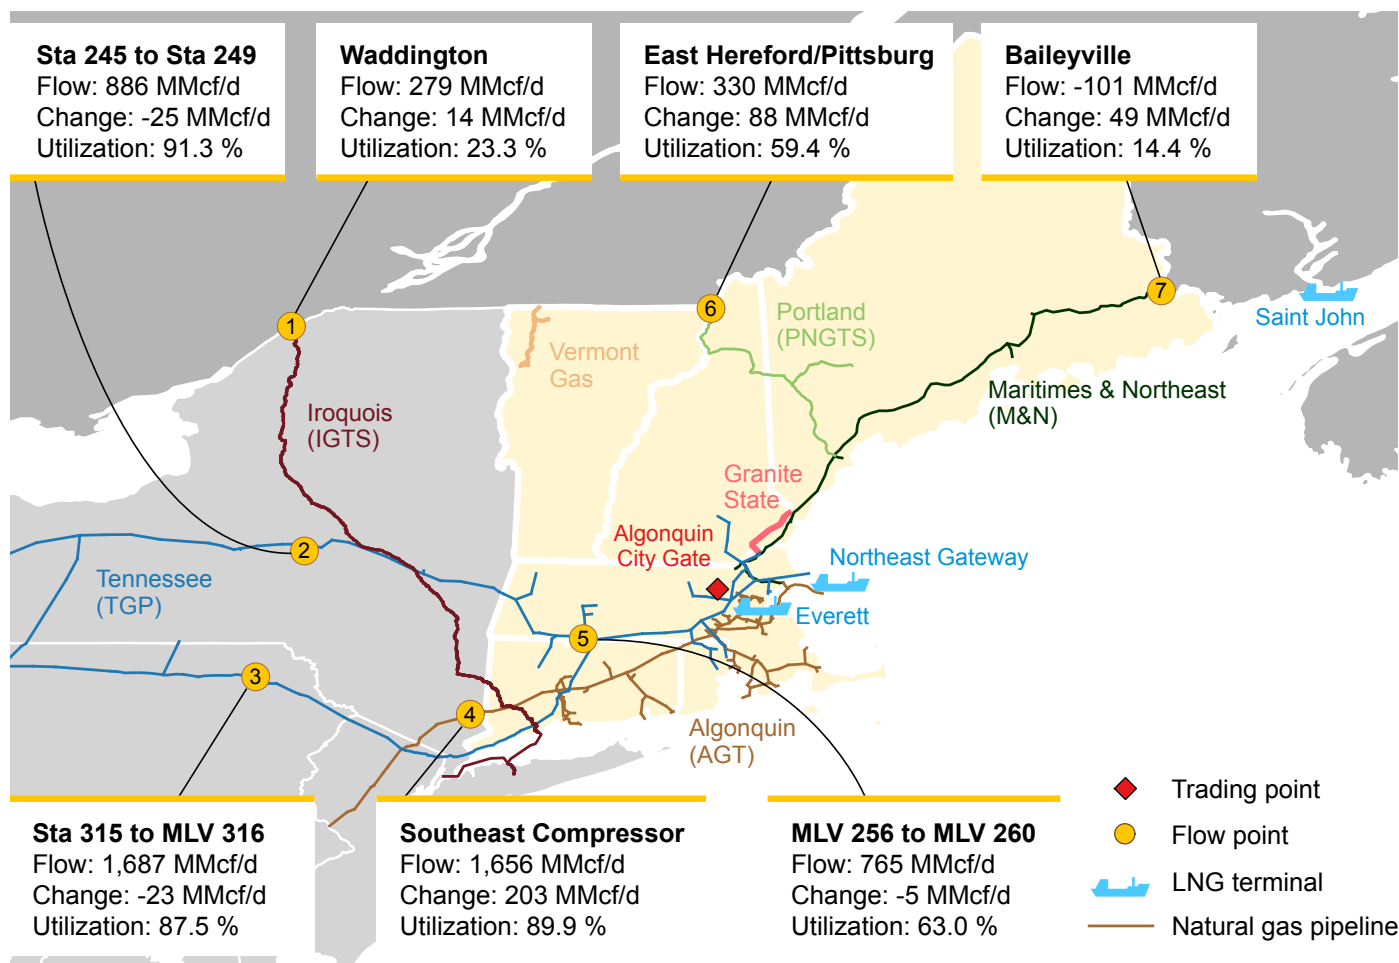 Sta 245 to Sta 249
Flow: 886 MMcf/d
Change: -25 MMcf/d
Utilization: 91.3 %
Waddington
Flow: 279 MMcf/d
Change: 14 MMcf/d
Utilization: 23.3 %
East Hereford/Pittsburg
Flow: 330 MMcf/d
Change: 88 MMcf/d
Utilization: 59.4 %
Baileyville
Flow: -101 MMcf/d
Change: 49 MMcf/d
Utilization: 14.4 %
7
6
1
Saint John
Portland
(PNGTS)
Vermont
Gas
Maritimes & Northeast
(M&N)
Iroquois
(IGTS)
Granite
State
Algonquin
City Gate
2
Northeast Gateway
Tennessee
(TGP)
Everett
5
3
4
Algonquin
(AGT)
Sta 315 to MLV 316
Flow: 1,687 MMcf/d
Change: -23 MMcf/d
Utilization: 87.5 %
Southeast Compressor
Flow: 1,656 MMcf/d
Change: 203 MMcf/d
Utilization: 89.9 %
MLV 256 to MLV 260
Flow: 765 MMcf/d
Change: -5 MMcf/d
Utilization: 63.0 %
Trading point
Flow point
LNG terminal
Natural gas pipeline